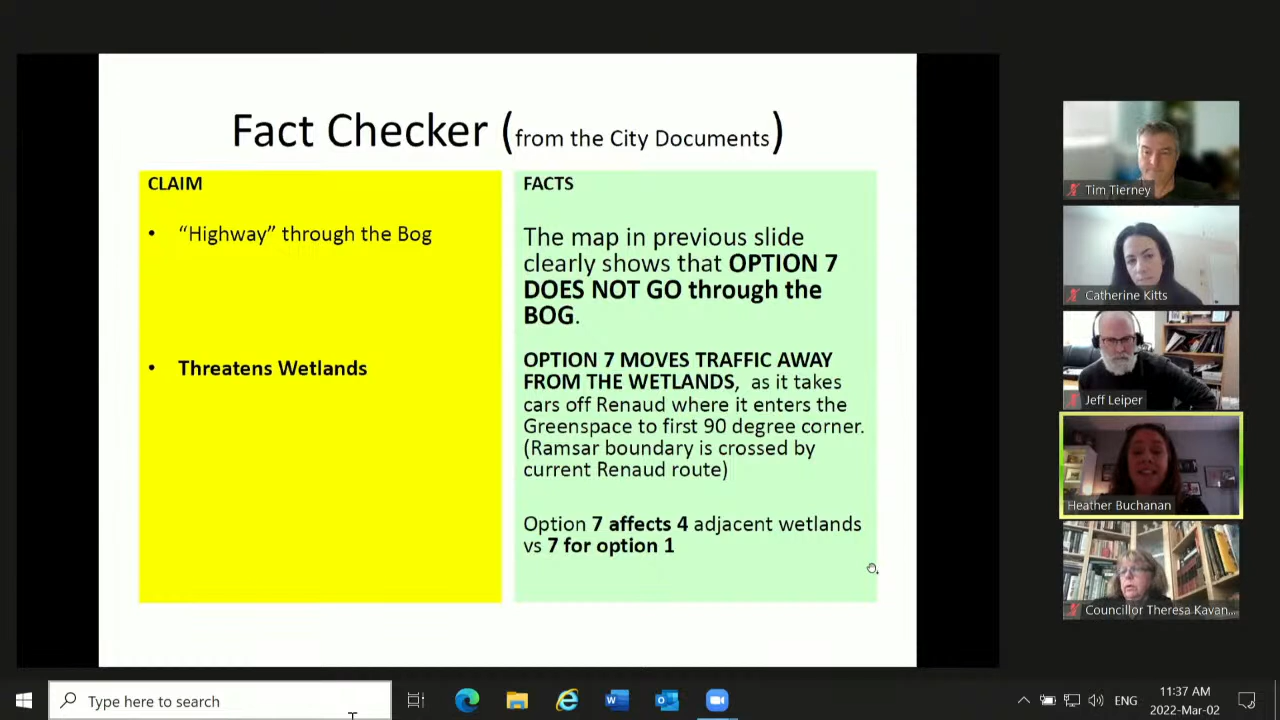 Fact Checker (from the City Documents)
CLAIM
• “Highway” through the Bog
• Threatens Wetlands
FACTS
The map in previous slide
clearly shows that OPTION 7
DOES NOT GO through the
BOG.
OPTION 7 MOVES TRAFFIC AWAY
FROM THE WETLANDS, as it takes
cars off Renaud where it enters the
Greenspace to first 90 degree corner.
(Ramsar boundary is crossed by
current Renaud route)
Option 7 affects 4 adjacent wetlands
vs 7 for option 1
Tim Tierney
Catherine Kitts
Jeff Leiper
Heather Buchanan
Councillor Theresa Kavan...
Type here to search
ENG
11:37 AM
2022-Mar-02